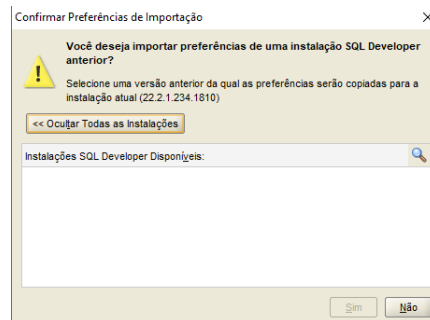 Confirmar Preferências de Importação
Você deseja importar preferências de uma instalação SQL Developer
anterior?
Selecione uma versão anterior da qual as preferências serão copiadas para a
instalação atual (22.2.1.234.1810)
<< Ocultar Todas as Instalações
Instalações SQL Developer Disponíveis:
Sim
Não